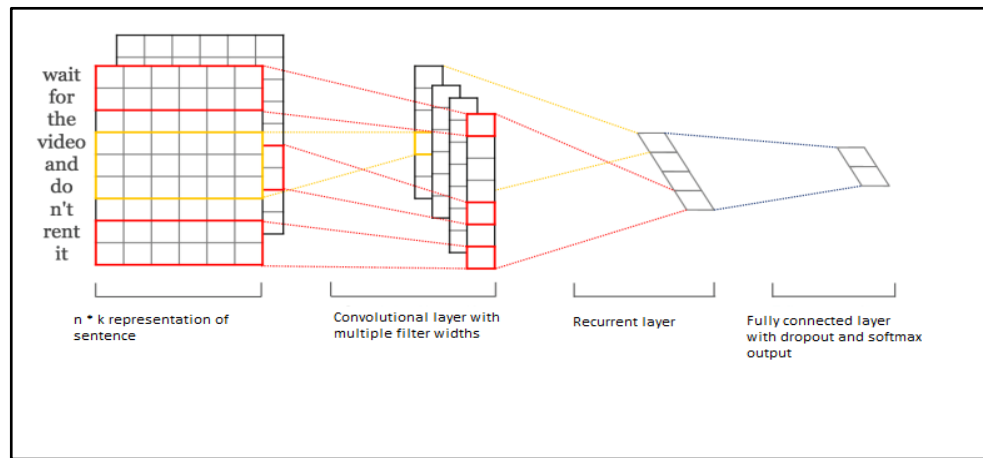 wait
for
the
video
and
do
n't
rent
it
n * k representation of
sentence
Convolutional layer with
multiple filter widths
Recurrent layer
Fully connected layer
with dropout and softmax
output